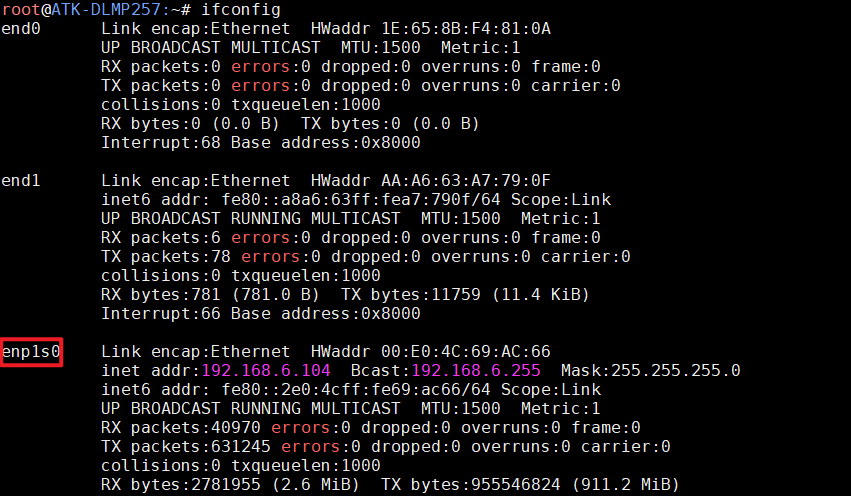 root@ATK-DLMP257:~# ifconfig
end0      Link encap:Ethernet  HWaddr 1E:65:8B:F4:81:0A
          UP BROADCAST MULTICAST  MTU:1500  Metric:1
          RX packets:0 errors:0 dropped:0 overruns:0 frame:0
          TX packets:0 errors:0 dropped:0 overruns:0 carrier:0
          collisions:0 txqueuelen:1000
          RX bytes:0 (0.0 B)  TX bytes:0 (0.0 B)
          Interrupt:68 Base address:0x8000
end1      Link encap:Ethernet  HWaddr AA:A6:63:A7:79:0F
          inet6 addr: fe80::a8a6:63ff:fea7:790f/64 Scope:Link
          UP BROADCAST RUNNING MULTICAST  MTU:1500  Metric:1
          RX packets:6 errors:0 dropped:0 overruns:0 frame:0
          TX packets:78 errors:0 dropped:0 overruns:0 carrier:0
          collisions:0 txqueuelen:1000
          RX bytes:781 (781.0 B)  TX bytes:11759 (11.4 KiB)
          Interrupt:66 Base address:0x8000
enp1s0    Link encap:Ethernet  HWaddr 00:E0:4C:69:AC:66
          inet addr:192.168.6.104  Bcast:192.168.6.255  Mask:255.255.255.0
          inet6 addr: fe80::2e0:4cff:fe69:ac66/64 Scope:Link
          UP BROADCAST RUNNING MULTICAST  MTU:1500  Metric:1
          RX packets:40970 errors:0 dropped:0 overruns:0 frame:0
          TX packets:631245 errors:0 dropped:0 overruns:0 carrier:0
          collisions:0 txqueuelen:1000
          RX bytes:2781955 (2.6 MiB)  TX bytes:955546824 (911.2 MiB)